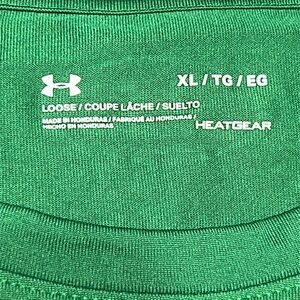 XL / TG / EG
LOOSE / COUPE LÂCHE / SUELTO
MADE IN HONDURAS / FABRIQUÉ AU HONDURAS /
HECHO EN HONDURAS
HEATGEAR